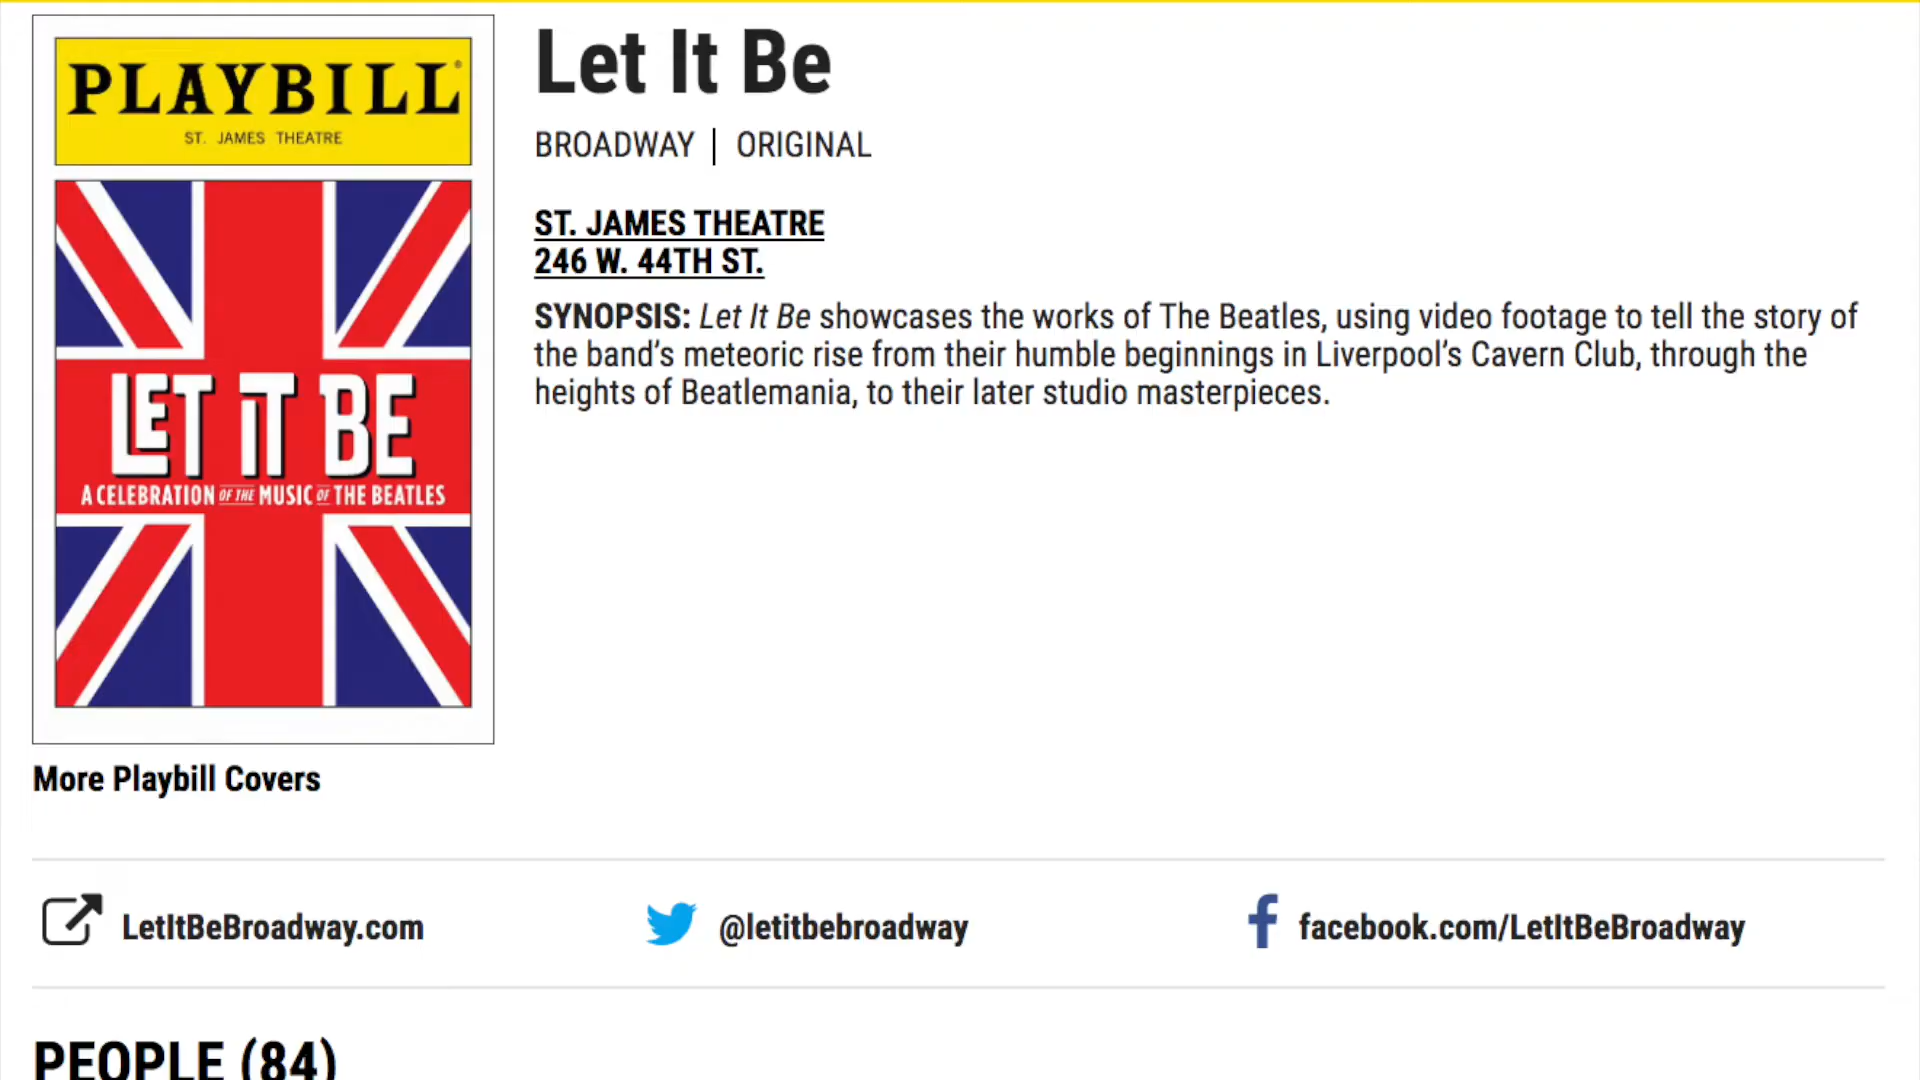 PLAYBILL®
ST. JAMES THEATRE
LET IT BE
A CELEBRATION OF THE MUSIC OF THE BEATLES
More Playbill Covers
Let It Be
BROADWAY | ORIGINAL
ST. JAMES THEATRE
246 W. 44TH ST.
SYNOPSIS: Let It Be showcases the works of The Beatles, using video footage to tell the story of
the band’s meteoric rise from their humble beginnings in Liverpool’s Cavern Club, through the
heights of Beatlemania, to their later studio masterpieces.
LetItBeBroadway.com
@letitbebroadway
facebook.com/LetItBeBroadway
PEOPLE (84)